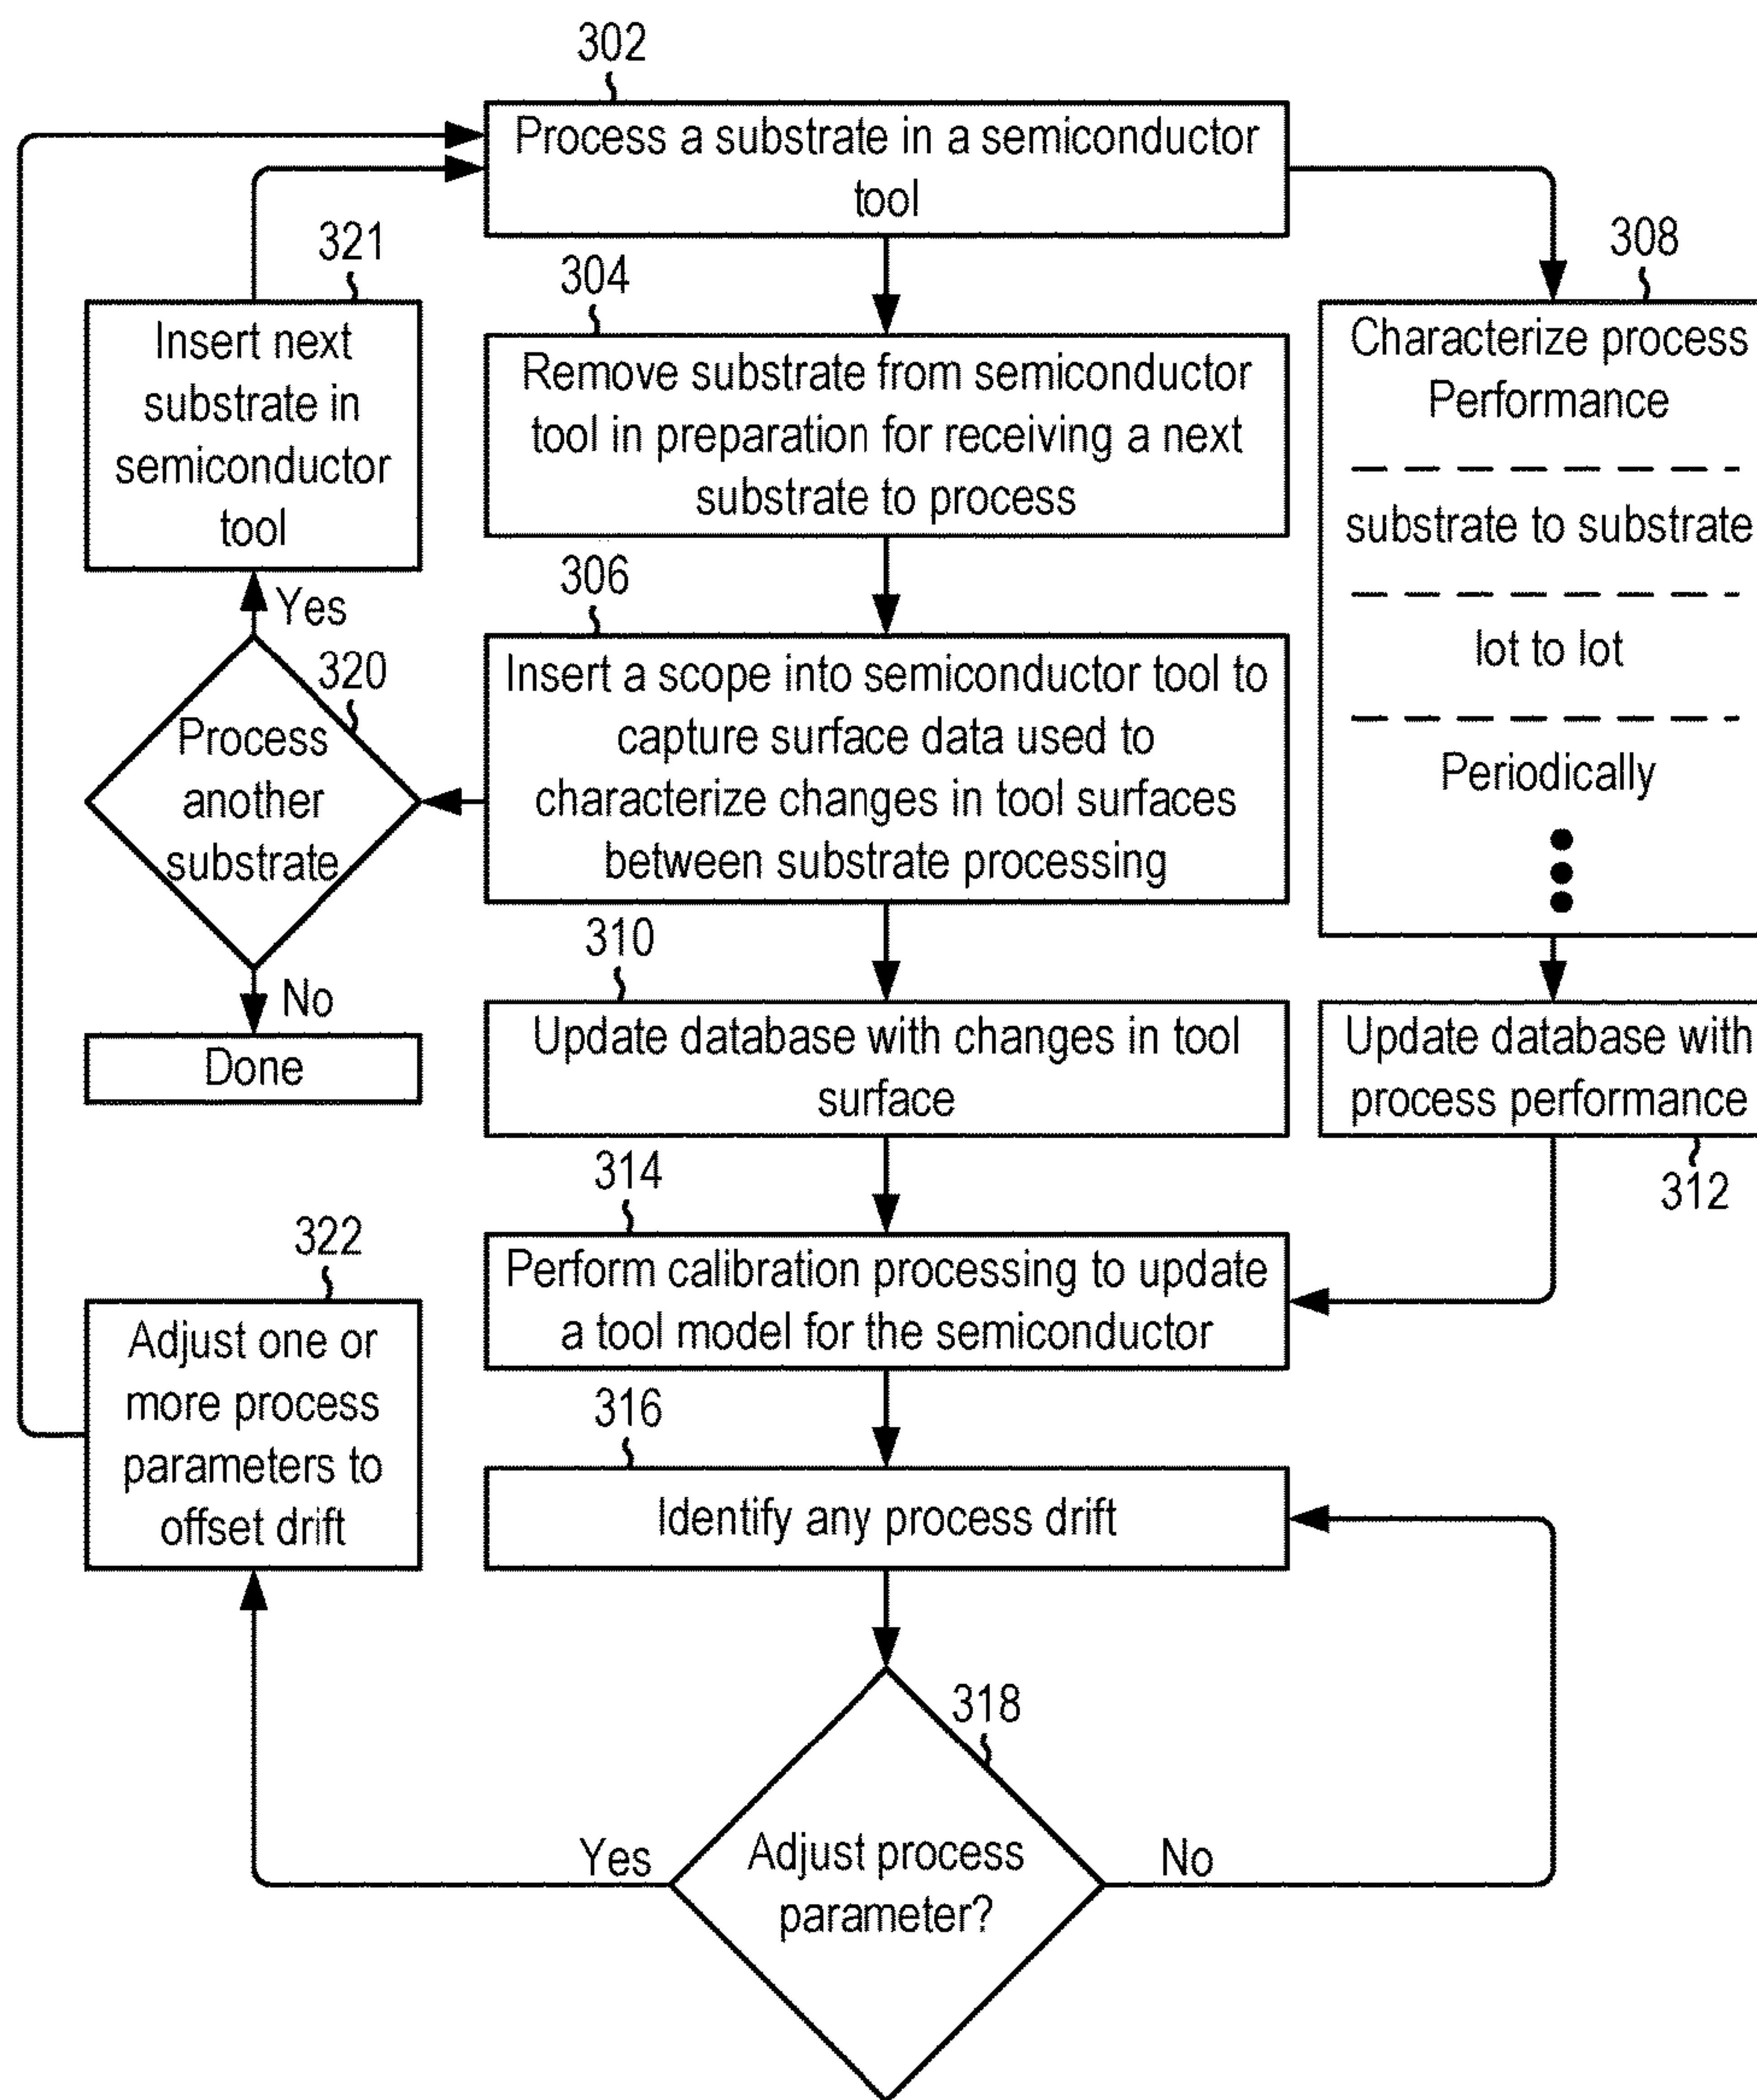 302
Process a substrate in a semiconductor
tool
321
Insert next
substrate in
semiconductor
tool
304
Remove substrate from semiconductor
tool in preparation for receiving a next
substrate to process
308
Characterize process
Performance
substrate to substrate
lot to lot
Periodically
Yes
320
Process
another
substrate
306
Insert a scope into semiconductor tool to
capture surface data used to
characterize changes in tool surfaces
between substrate processing
No
Done
310
Update database with changes in tool
surface
Update database with
process performance
312
314
Perform calibration processing to update
a tool model for the semiconductor
322
Adjust one or
more process
parameters to
offset drift
316
Identify any process drift
318
Adjust process
parameter?
Yes
No